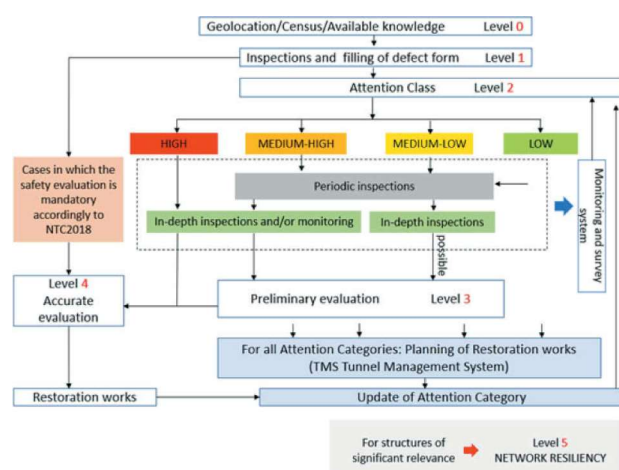 Geolocation/Census/Available knowledge Level 0
Inspections and filling of defect form Level 1
Attention Class Level 2
HIGH
MEDIUM-HIGH
MEDIUM-LOW
LOW
Cases in which the
safety evaluation is
mandatory
accordingly to
NTC2018
Periodic inspections
In-depth inspections and/or monitoring
In-depth inspections
possible
Monitoring and survey
system
Level 4
Accurate
evaluation
Preliminary evaluation Level 3
For all Attention Categories: Planning of Restoration works
(TMS Tunnel Management System)
Restoration works
Update of Attention Category
For structures of
significant relevance
Level 5
NETWORK RESILIENCY